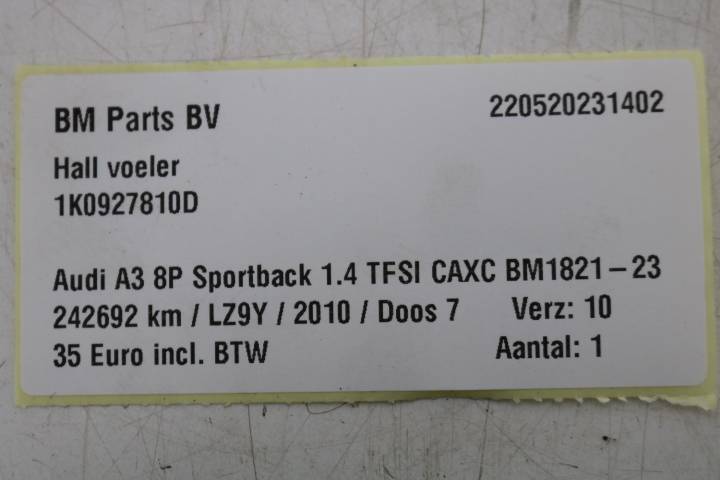 BM Parts BV 220520231402
Hall voeler
1K0927810D
Audi A3 8P Sportback 1.4 TFSI CAXC BM1821-23
242692 km / LZ9Y / 2010 / Doos 7 Verz: 10
35 Euro incl. BTW Aantal: 1